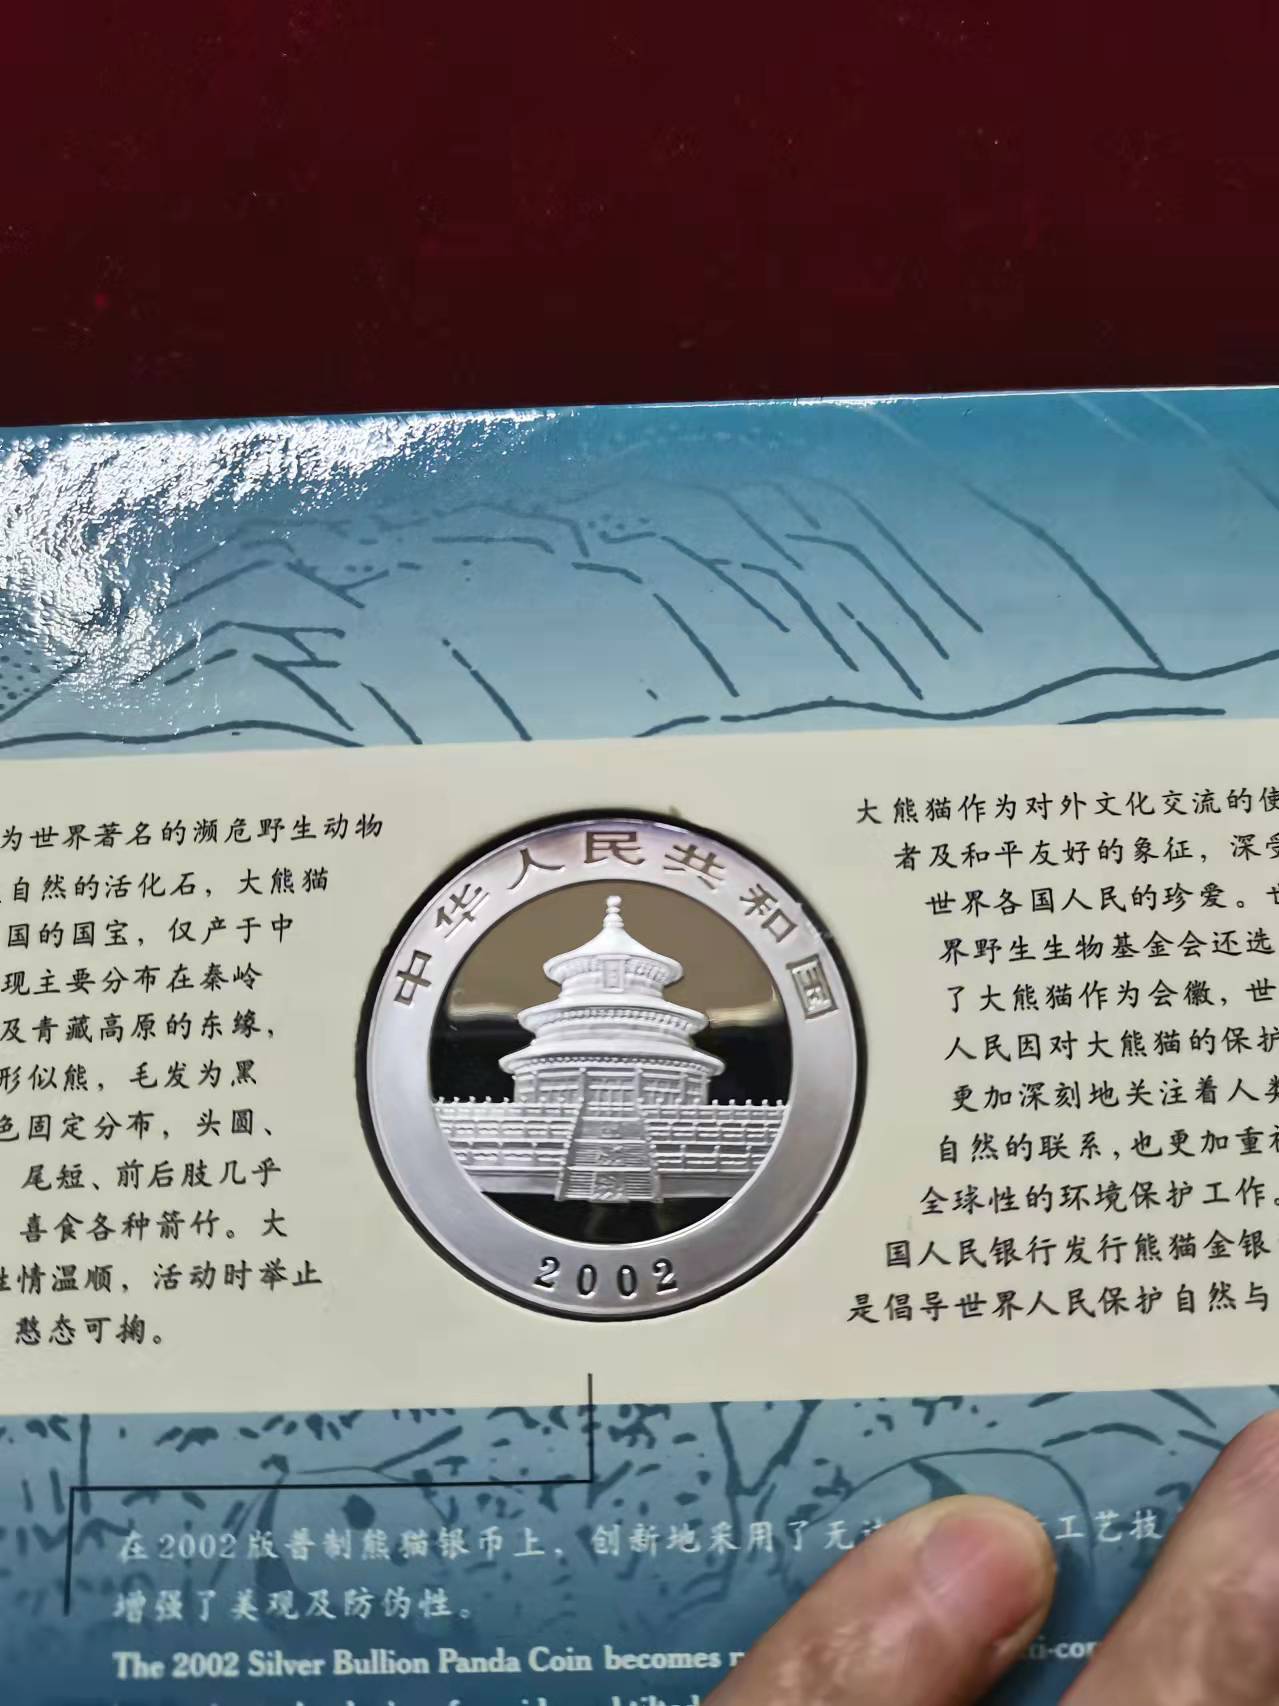 为世界著名的濒危野生动物
自然的活化石，大熊猫
国的国宝，仅产于中
现主要分布在秦岭
及青藏高原的东缘，
形似熊，毛发为黑
色固定分布，头圆、
尾短、前后肢几乎
喜食各种箭竹。大
性情温顺，活动时举止
憨态可掬。
中华人民共和国
2002
大熊猫作为对外文化交流的使
者及和平友好的象征，深受
世界各国人民的珍爱。世
界野生生物基金会还选
了大熊猫作为会徽，世
人民因对大熊猫的保护
更加深刻地关注着人类
自然的联系，也更加重视
全球性的环境保护工作。
国人民银行发行熊猫金银
是倡导世界人民保护自然与
在2002版普制熊猫银币上，创新地采用了无 工艺技
增强了美观及防伪性。
The 2002 Silver Bullion Panda Coin becomes